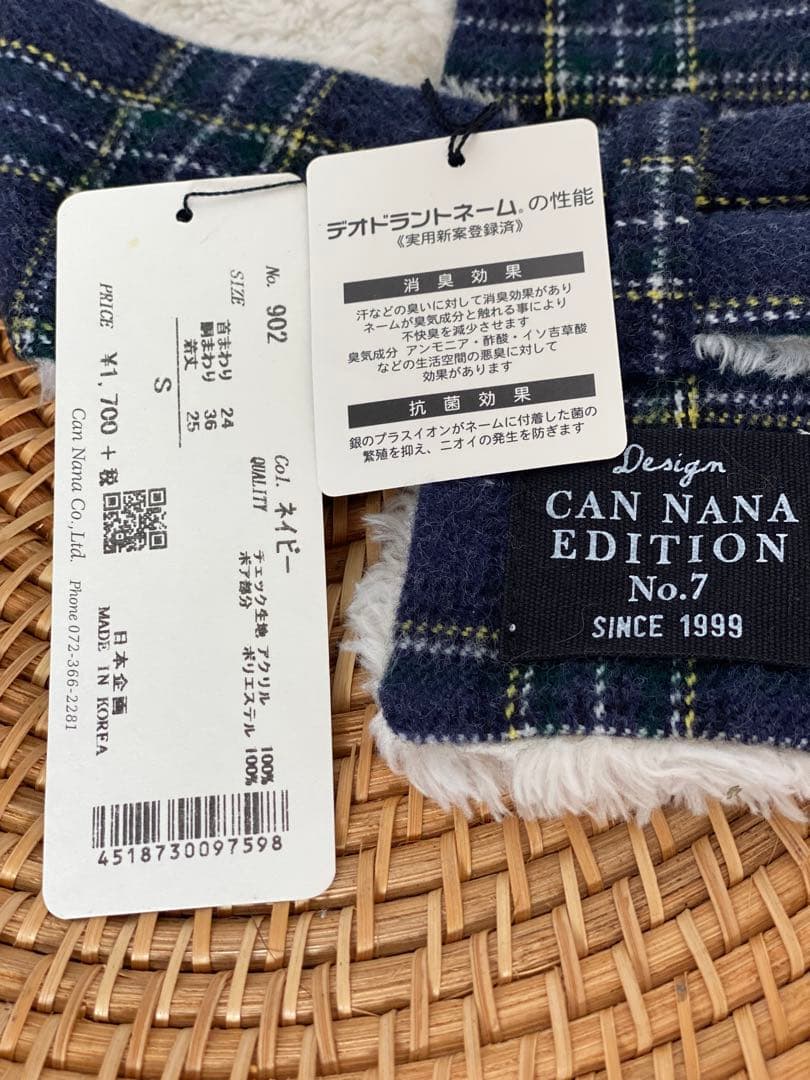 No. 902
SIZE
首まわり 24
胴まわり 36
着丈 25
S
PRICE ¥1,700+税
Can Nana Co.,Ltd. Phone 072-366-2281
Col. ネイビー
QUALITY
チェック生地 アクリル 100%
ボア部分 ポリエステル 100%
日本企画
MADE IN KOREA
4518730097598
デオドラントネーム®の性能
《実用新案登録済》
消臭効果
汗などの臭いに対して消臭効果があり
ネームが臭気成分と触れる事により
不快臭を減少させます
臭気成分 アンモニア・酢酸・イソ吉草酸
などの生活空間の悪臭に対して
効果があります
抗菌効果
銀のプラスイオンがネームに付着した菌の
繁殖を抑え、ニオイの発生を防ぎます
Design
CAN NANA
EDITION
No.7
SINCE 1999